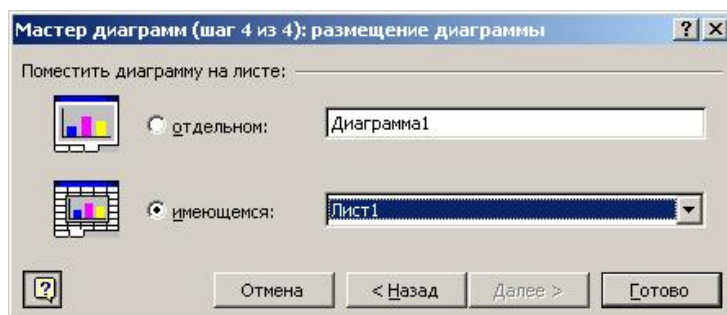 Мастер диаграмм (шаг 4 из 4): размещение диаграммы
Поместить диаграмму на листе:
отдельном:
Диаграмма1
имеющемся:
Лист1
Отмена
< Назад
Далее >
Готово